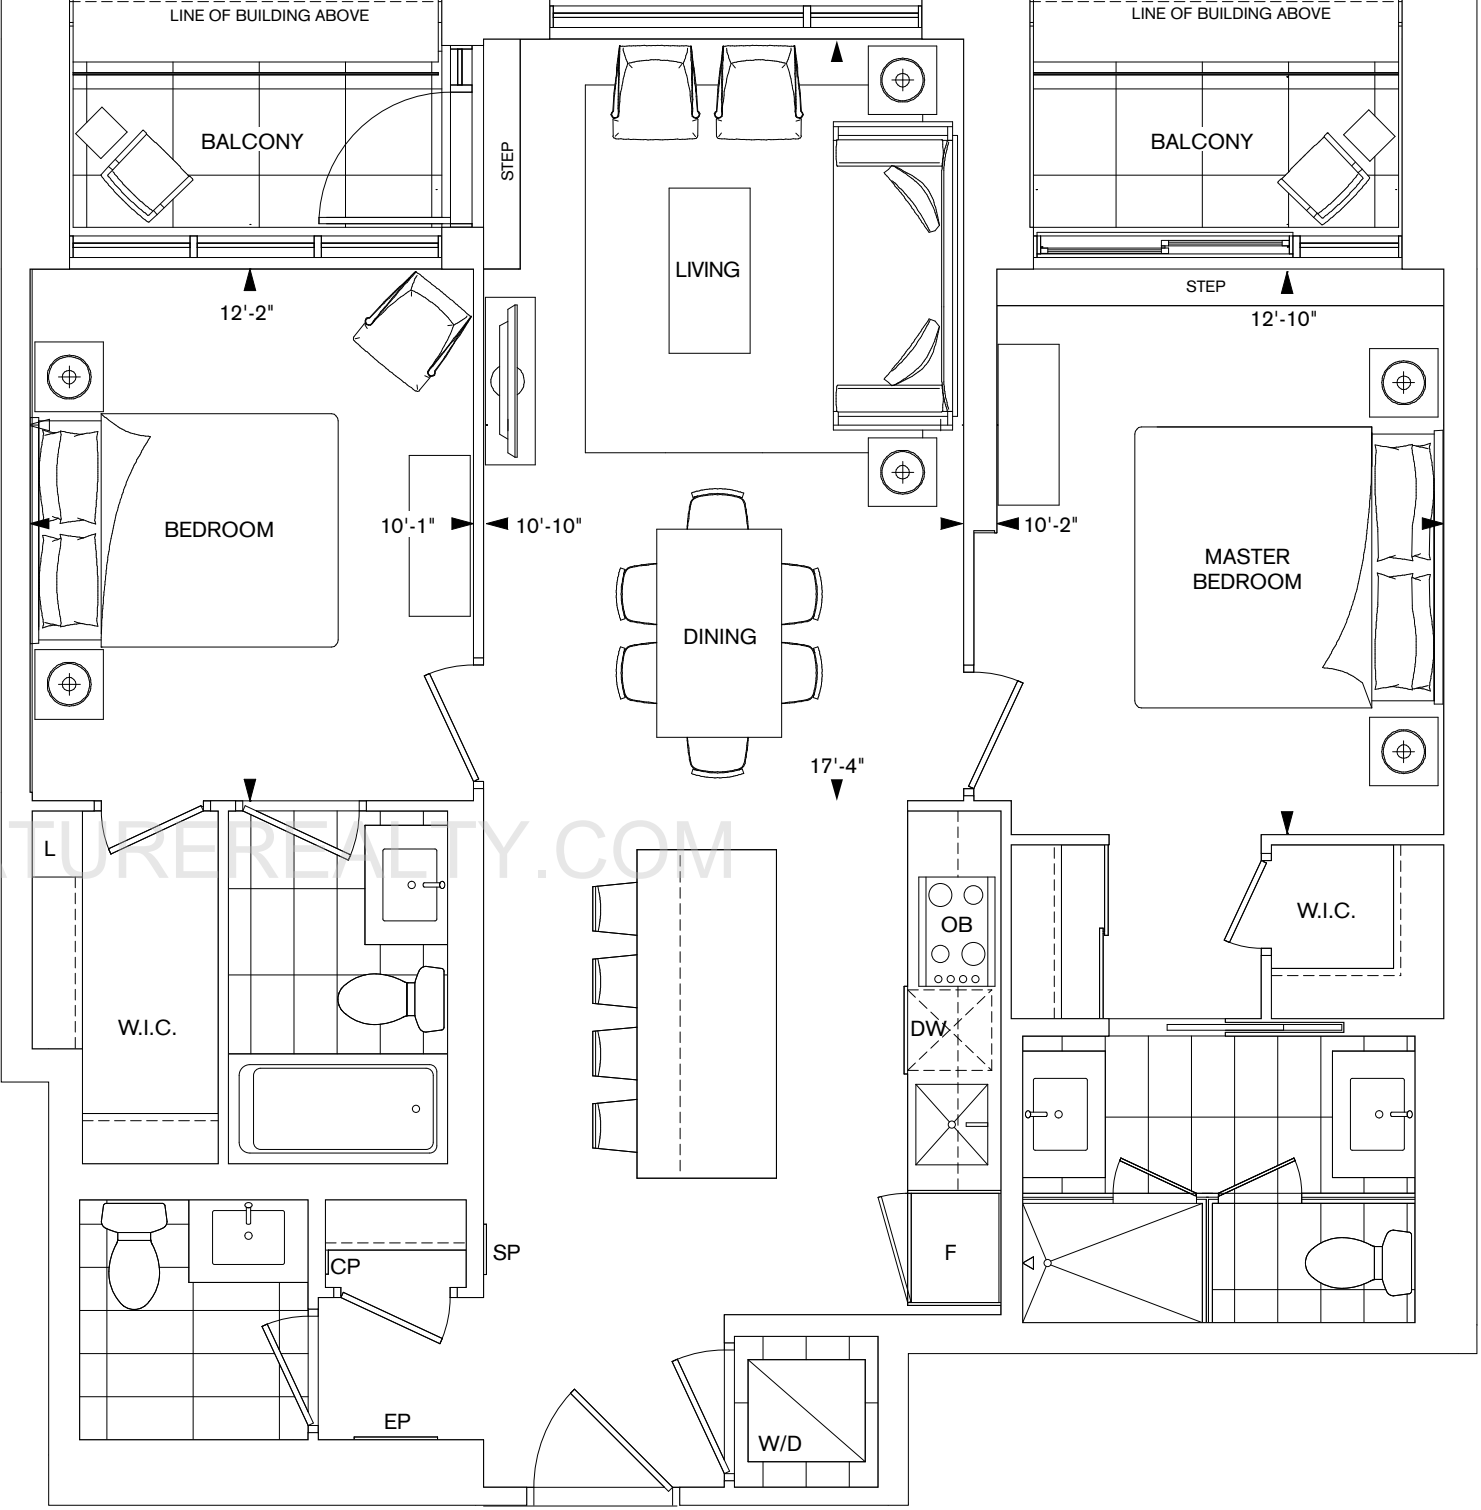 LINE OF BUILDING ABOVE
LINE OF BUILDING ABOVE
BALCONY
STEP
BALCONY
LIVING
STEP
12'-2"
12'-10"
BEDROOM
10'-1"
10'-10"
10'-2"
MASTER
BEDROOM
DINING
17'-4"
L
ATUREREALTY.COM
OB
W.I.C.
W.I.C.
DW
CP
SP
F
EP
W/D